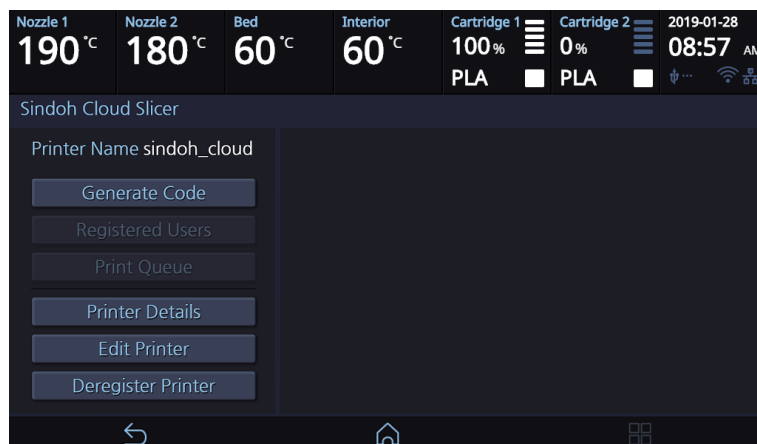 Nozzle 1 Nozzle 2 Bed Interior Cartridge 1 Cartridge 2 2019-01-28
190 °C 180 °C 60 °C 60 °C 100 % 0 % 08:57 AM
PLA PLA
Sindoh Cloud Slicer
Printer Name sindoh_cloud
Generate Code
Registered Users
Print Queue
Printer Details
Edit Printer
Deregister Printer